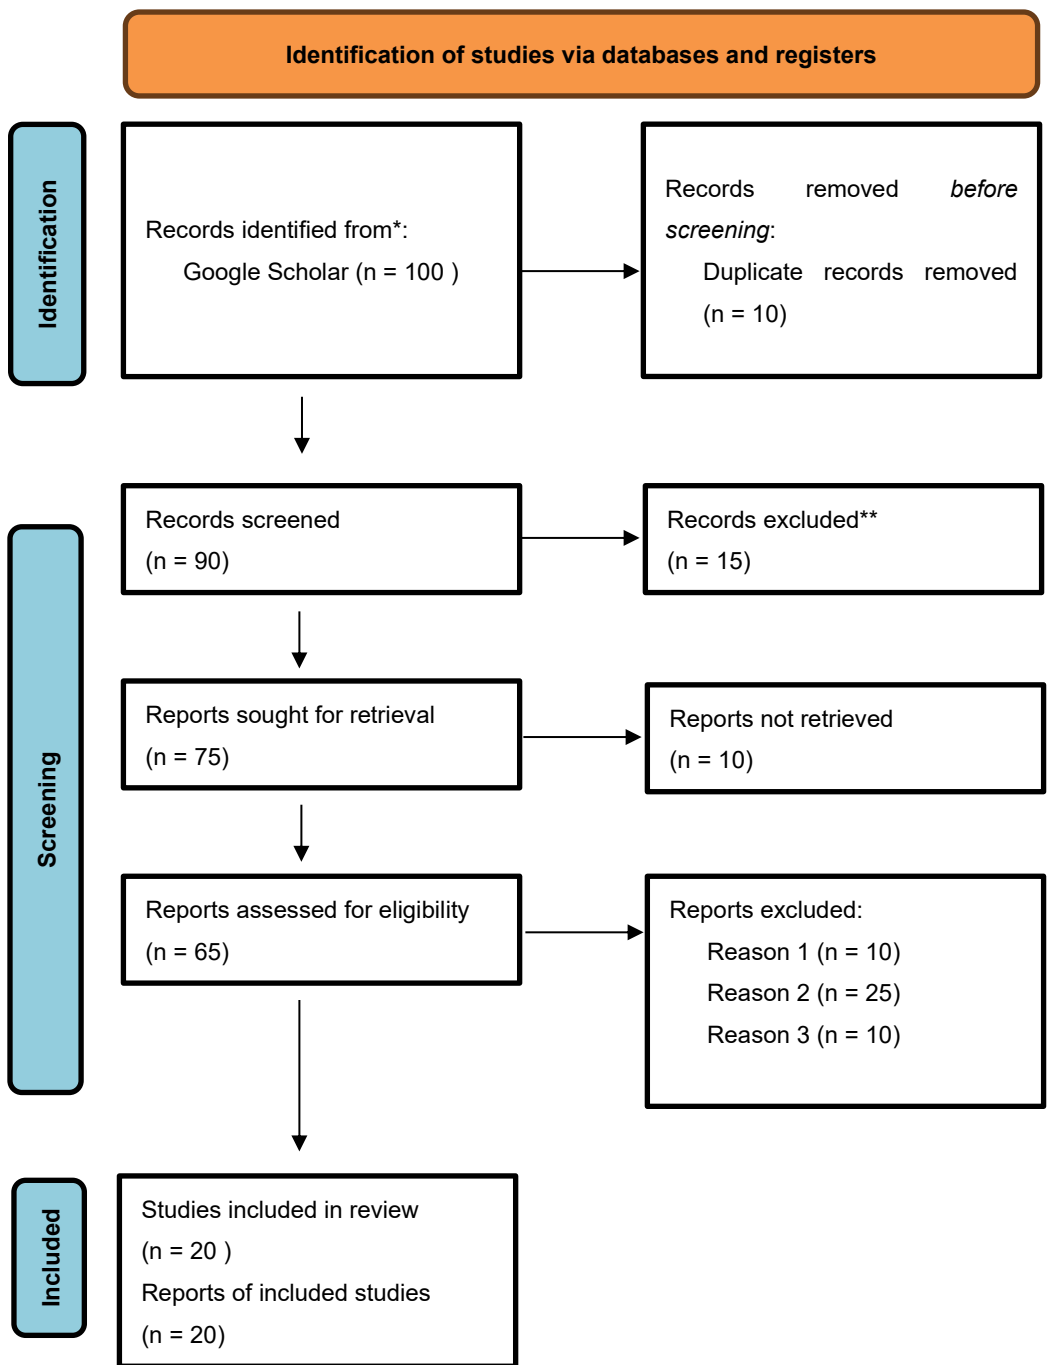 Identification of studies via databases and registers
Identification
Records identified from*:
Google Scholar (n = 100 )
Records removed before
screening:
Duplicate records removed
(n = 10)
Screening
Records screened
(n = 90)
Records excluded**
(n = 15)
Reports sought for retrieval
(n = 75)
Reports not retrieved
(n = 10)
Reports assessed for eligibility
(n = 65)
Reports excluded:
Reason 1 (n = 10)
Reason 2 (n = 25)
Reason 3 (n = 10)
Included
Studies included in review
(n = 20 )
Reports of included studies
(n = 20)